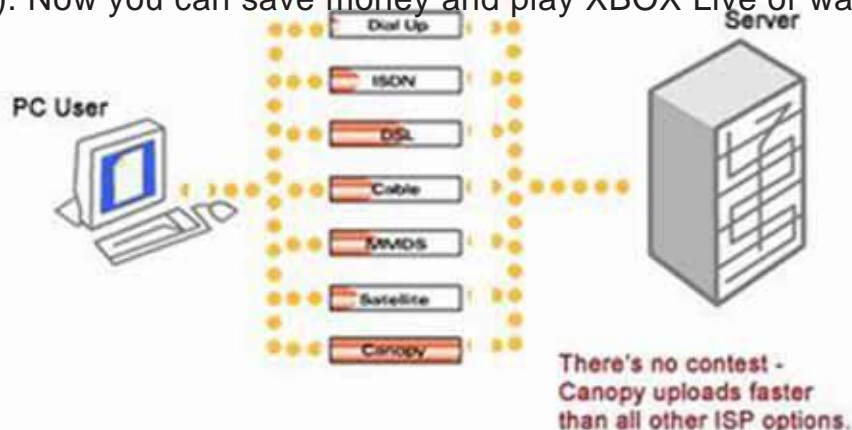 ). Now you can save money and play XBOX Live or wa
Dial Up
Server
ISDN
PC User
DSL
Cable
MMDS
Satellite
Canopy
There's no contest -
Canopy uploads faster
than all other ISP options.